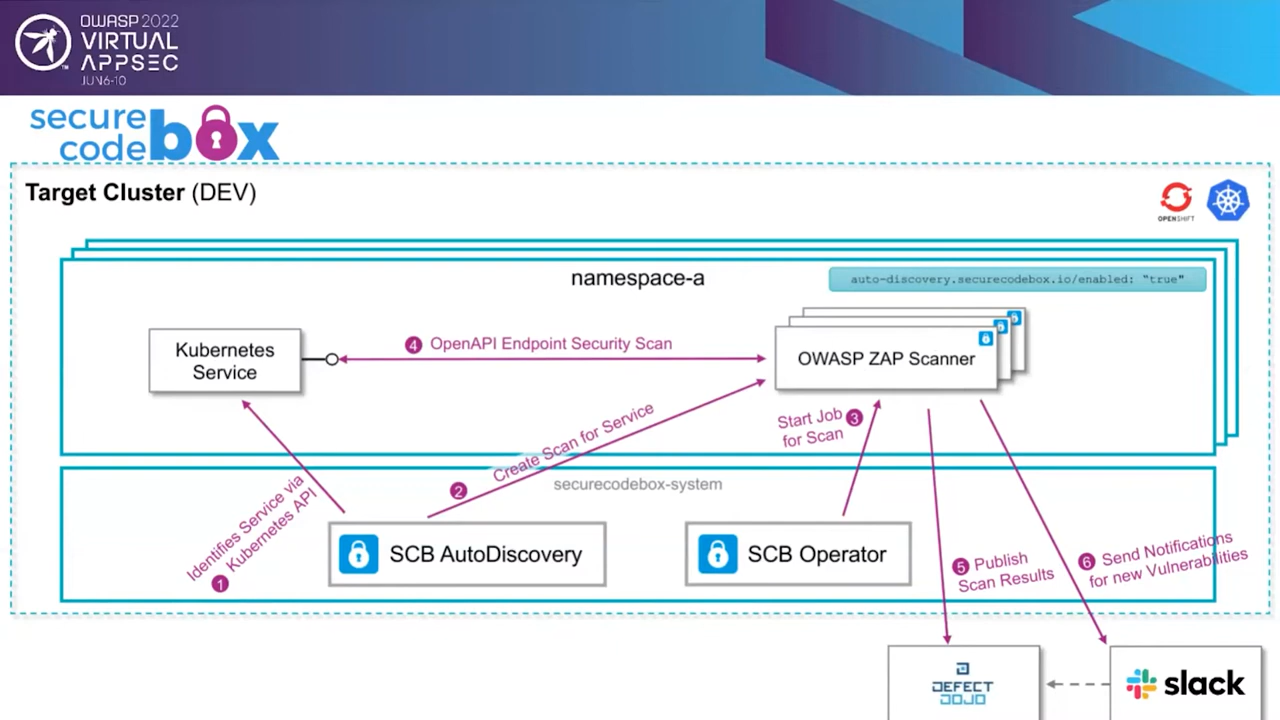 OWASP 2022
VIRTUAL
APPSEC
JUN 6-10
TM
secure
code
box
Target Cluster (DEV)
OPENSHIFT
namespace-a
auto-discovery.securecodebox.io/enabled: "true"
Kubernetes
Service
4 OpenAPI Endpoint Security Scan
OWASP ZAP Scanner
Start Job 3
for Scan
2 Create Scan for Service
securecodebox-system
Identifies Service via
Kubernetes API
1
SCB AutoDiscovery
SCB Operator
5 Publish
Scan Results
6 Send Notifications
for new Vulnerabilities
DEFECT
DOJO
slack